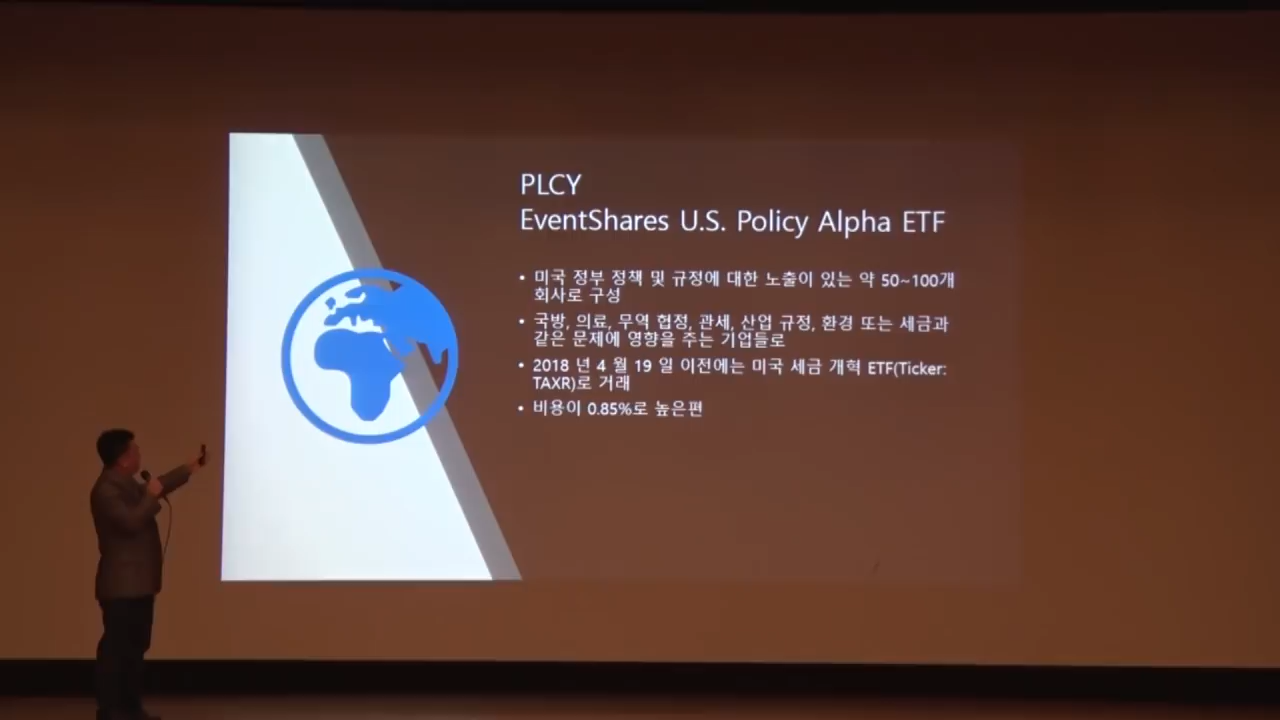 PLCY
EventShares U.S. Policy Alpha ETF
• 미국 정부 정책 및 규정에 대한 노출이 있는 약 50~100개
회사로 구성
• 국방, 의료, 무역 협정, 관세, 산업 규정, 환경 또는 세금과
같은 문제에 영향을 주는 기업들로
• 2018 년 4 월 19 일 이전에는 미국 세금 개혁 ETF(Ticker:
TAXR)로 거래
• 비용이 0.85%로 높은편